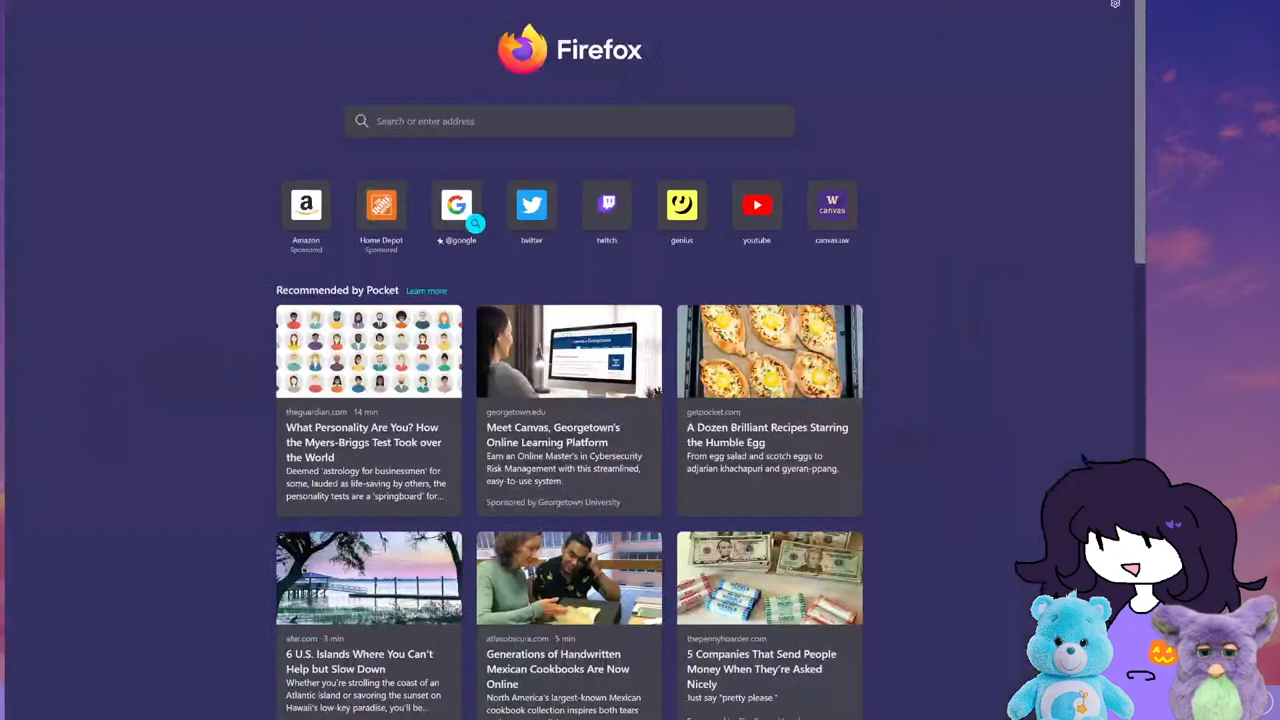 Firefox
Search or enter address
Amazon
Sponsored
Home Depot
Sponsored
@google
twitter
twitch
genius
youtube
W
canvas
canvas.uw
Recommended by Pocket Learn more
theguardian.com 14 min
What Personality Are You? How
the Myers-Briggs Test Took over
the World
Deemed 'astrology for businessmen' for
some, lauded as life-saving by others, the
personality tests are a 'springboard' for...
georgetown.edu
Meet Canvas, Georgetown's
Online Learning Platform
Earn an Online Master's in Cybersecurity
Risk Management with this streamlined,
easy-to-use system.
Sponsored by Georgetown University
getpocket.com
A Dozen Brilliant Recipes Starring
the Humble Egg
From egg salad and scotch eggs to
adjarian khachapuri and gyeran-ppang.
afar.com 3 min
6 U.S. Islands Where You Can't
Help but Slow Down
Whether you're strolling the coast of an
Atlantic island or savoring the sunset on
Hawaii's low-key paradise, you'll be...
atlasobscura.com 5 min
Generations of Handwritten
Mexican Cookbooks Are Now
Online
North America's largest-known Mexican
cookbook collection inspires both tears
thepennyhoarder.com
5 Companies That Send People
Money When They're Asked
Nicely
Just say "pretty please."